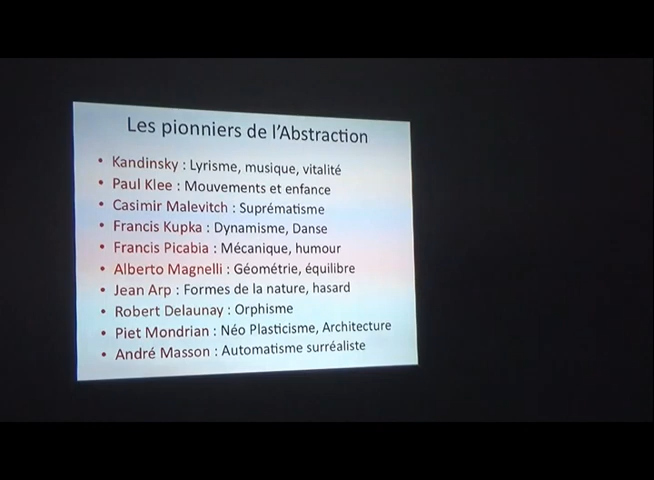 Les pionniers de l'Abstraction
• Kandinsky : Lyrisme, musique, vitalité
• Paul Klee : Mouvements et enfance
• Casimir Malevitch : Suprématisme
• Francis Kupka : Dynamisme, Danse
• Francis Picabia : Mécanique, humour
• Alberto Magnelli : Géométrie, équilibre
• Jean Arp : Formes de la nature, hasard
• Robert Delaunay : Orphisme
• Piet Mondrian : Néo Plasticisme, Architecture
• André Masson : Automatisme surréaliste